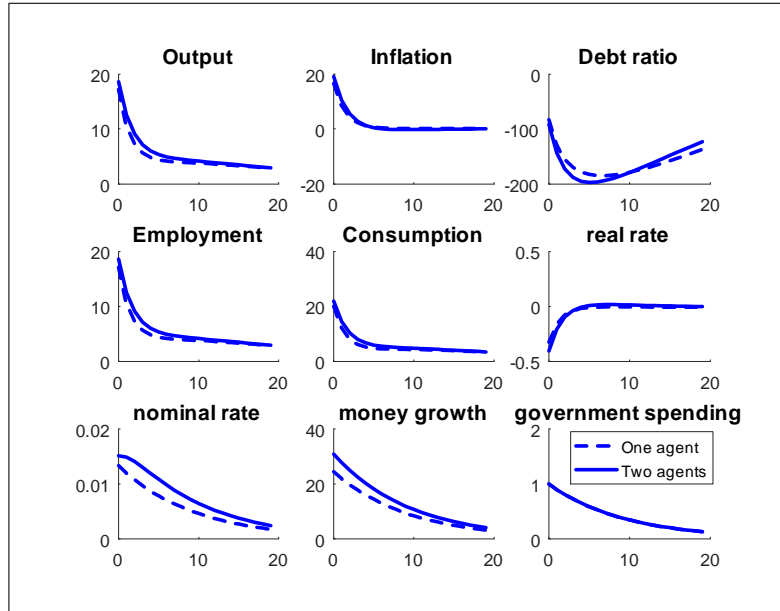 Output Inflation Debt ratio
20 20 0
10 0 -100
0 -20 -200
0 10 20 0 10 20 0 10 20
Employment Consumption real rate
20 40 0.5
10 20 0
0 0 -0.5
0 10 20 0 10 20 0 10 20
nominal rate money growth government spending
0.02 40 2
One agent
0.01 20 1
Two agents
0 0 0
0 10 20 0 10 20 0 10 20